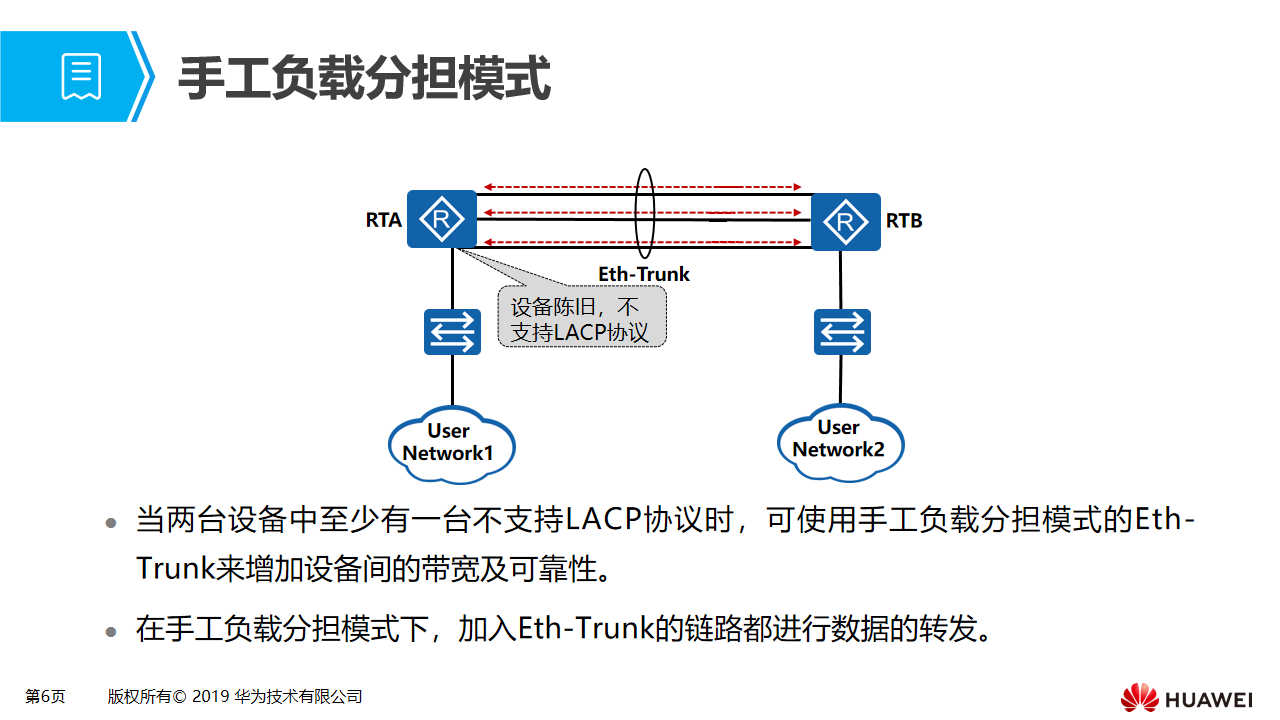 手工负载分担模式
RTA
R
R
RTB
Eth-Trunk
设备陈旧，不
支持LACP协议
User
Network1
User
Network2
当两台设备中至少有一台不支持LACP协议时，可使用手工负载分担模式的Eth-
Trunk来增加设备间的带宽及可靠性。
在手工负载分担模式下，加入Eth-Trunk的链路都进行数据的转发。
第6页
版权所有© 2019 华为技术有限公司
HUAWEI